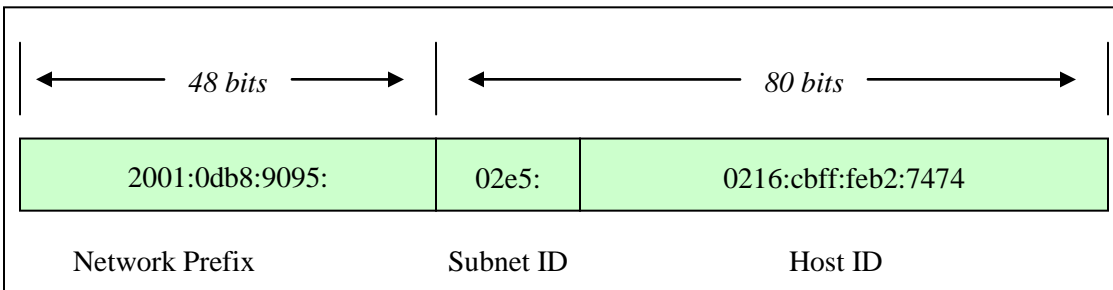 48 bits 80 bits
2001:0db8:9095: 02e5: 0216:cbff:feb2:7474
Network Prefix Subnet ID Host ID